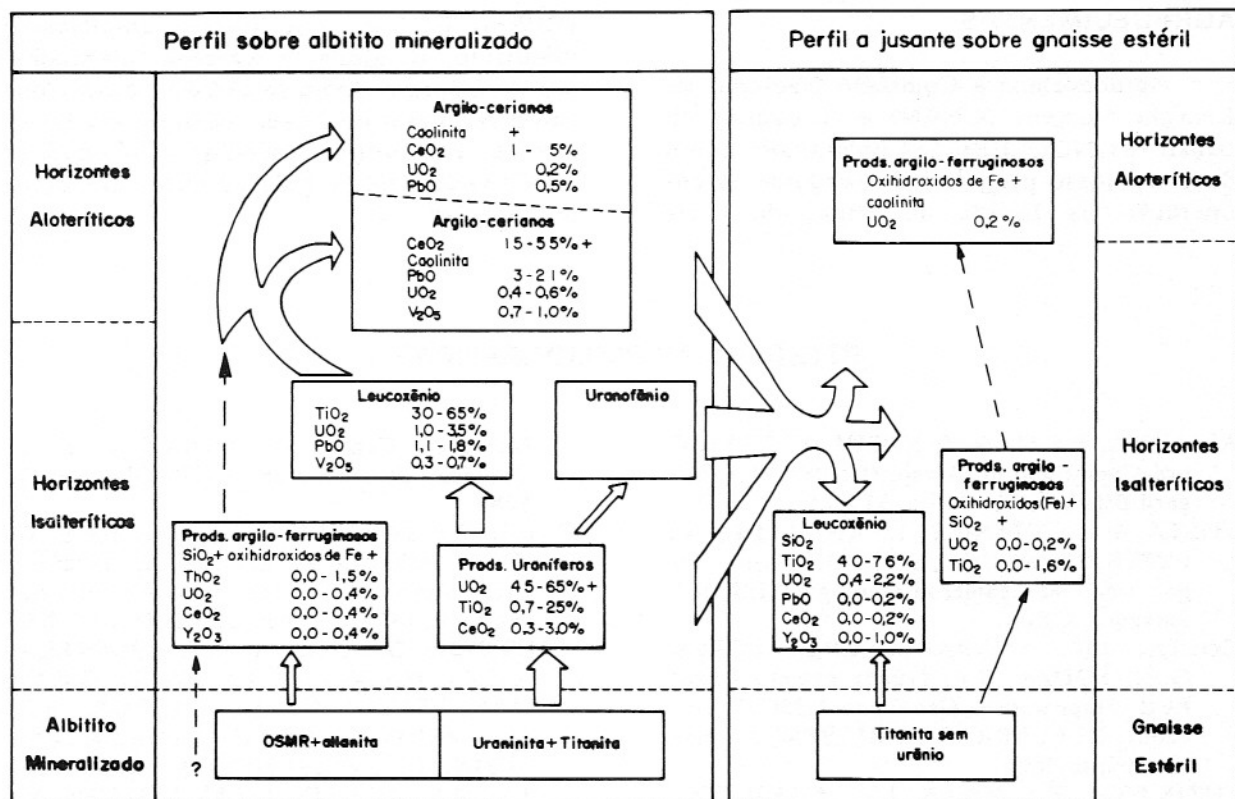 Perfil sobre albitito mineralizado
Perfil a jusante sobre gnaisse estéril
Horizontes
Aloteríticos
Argilo-cerianos
Caolinita +
CeO₂ 1 - 5%
UO₂ 0,2%
PbO 0,5%
Argilo-cerianos
CeO₂ 15-55% +
Caolinita
PbO 3-21%
UO₂ 0,4-0,6%
V₂O₅ 0,7-1,0%
Prods. argilo-ferruginosos
Oxihidroxidos de Fe +
caolinita
UO₂ 0,2%
Horizontes
Aloteríticos
Horizontes
Isalteríticos
Leucoxênio
TiO₂ 30-65%
UO₂ 1,0-3,5%
PbO 1,1-1,8%
V₂O₅ 0,3-0,7%
Uranofênio
Prods. argilo-ferruginosos
SiO₂+ oxihidroxidos de Fe +
ThO₂ 0,0-1,5%
UO₂ 0,0-0,4%
CeO₂ 0,0-0,4%
Y₂O₃ 0,0-0,4%
Prods. Uraníferos
UO₂ 45-65%+
TiO₂ 0,7-25%
CeO₂ 0,3-3,0%
Leucoxênio
SiO₂
TiO₂ 40-76%
UO₂ 0,4-2,2%
PbO 0,0-0,2%
CeO₂ 0,0-0,2%
Y₂O₃ 0,0-1,0%
Prods. argilo-
ferruginosos
Oxihidroxidos(Fe)+
SiO₂ +
UO₂ 0,0-0,2%
TiO₂ 0,0-1,6%
Horizontes
Isalteríticos
Albitito
Mineralizado
?
OSMR+allanita
Uraninita+Titanita
Titanita sem
urênio
Gnaisse
Estéril